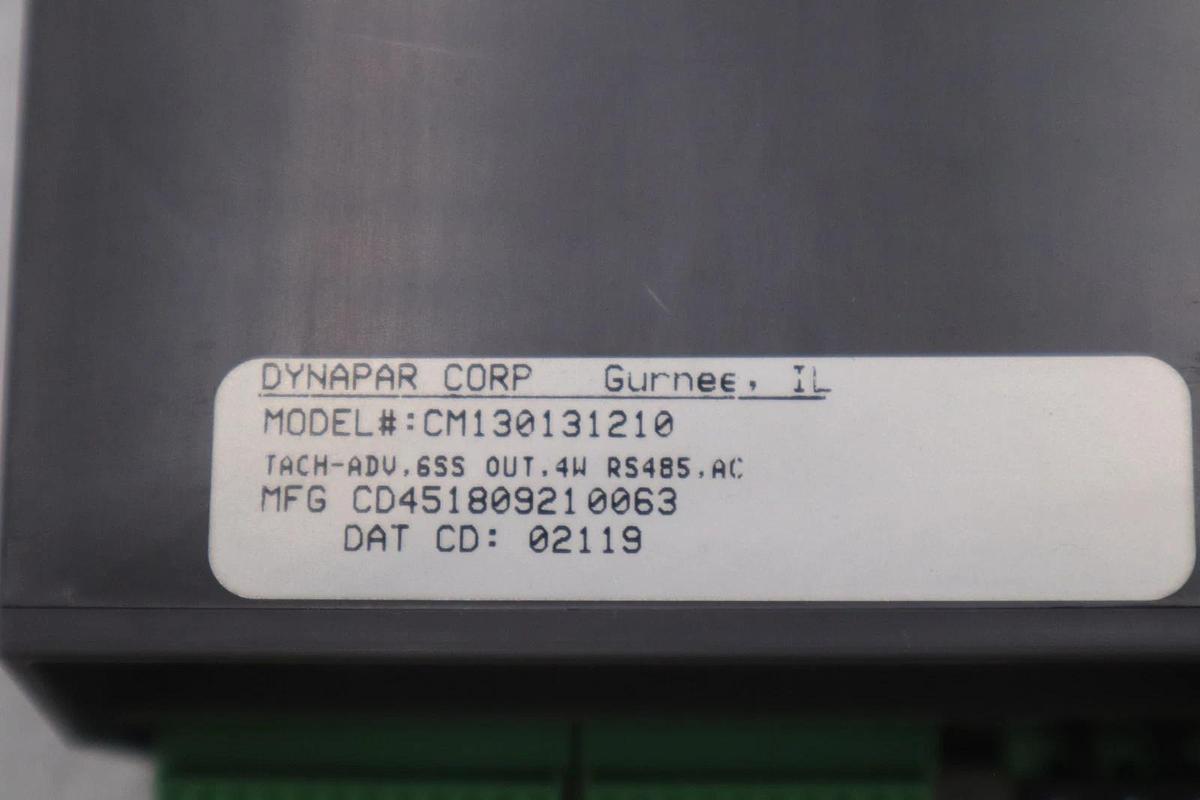 DYNAPAR CORP Gurnee, IL
MODEL#:CM130131210
TACH-ADV,6SS OUT,4W RS485,AC
MFG CD451809210063
DAT CD: 02119